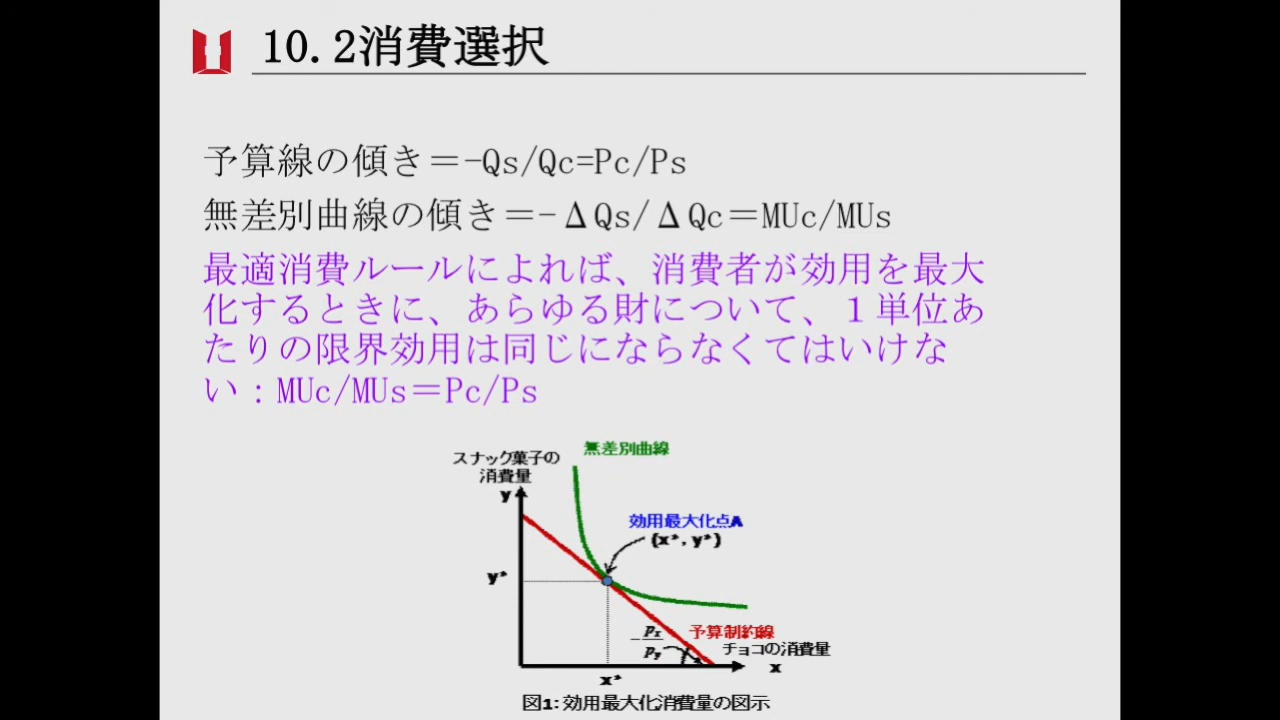 10.2消費選択
予算線の傾き＝-Qs/Qc=Pc/Ps
無差別曲線の傾き＝-ΔQs/ΔQc＝MUc/MUs
最適消費ルールによれば、消費者が効用を最大
化するときに、あらゆる財について、１単位あ
たりの限界効用は同じにならなくてはいけな
い：MUc/MUs＝Pc/Ps
無差別曲線
スナック菓子の
消費量
y
効用最大化点A
(x*, y*)
y*
予算制約線
-px/py
チョコの消費量
x
x*
図1:効用最大化消費量の図示